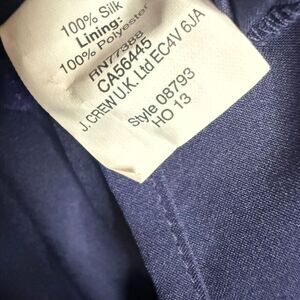 100% Silk
Lining:
100% Polyester
RN77388
CA56445
J. CREW U.K. Ltd EC4V 6JA
Style 08793
HO 13